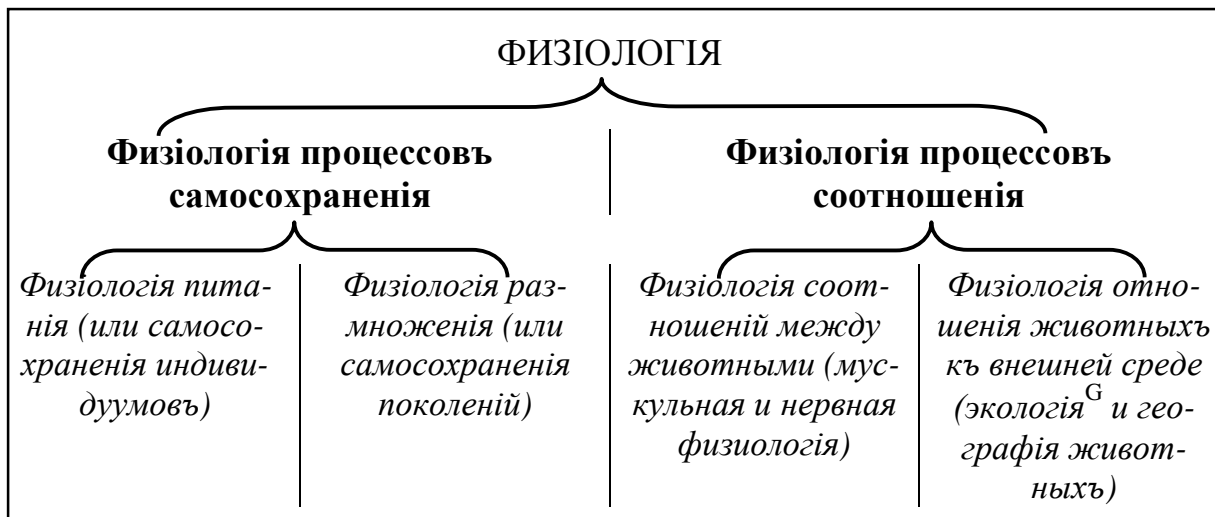 ФИЗІОЛОГІЯ
Физіологія процессовъ
самосохраненія
Физіологія процессовъ
соотношенія
Физіологія пита-
нія (или самосо-
храненія индиви-
дуумовъ)
Физіологія раз-
множенія (или
самосохраненія
поколеній)
Физіологія соот-
ношеній между
животными (мус-
кульная и нервная
физиологія)
Физіологія отно-
шенія животныхъ
къ внешней среде
(экологія^G и гео-
графія живот-
ныхъ)